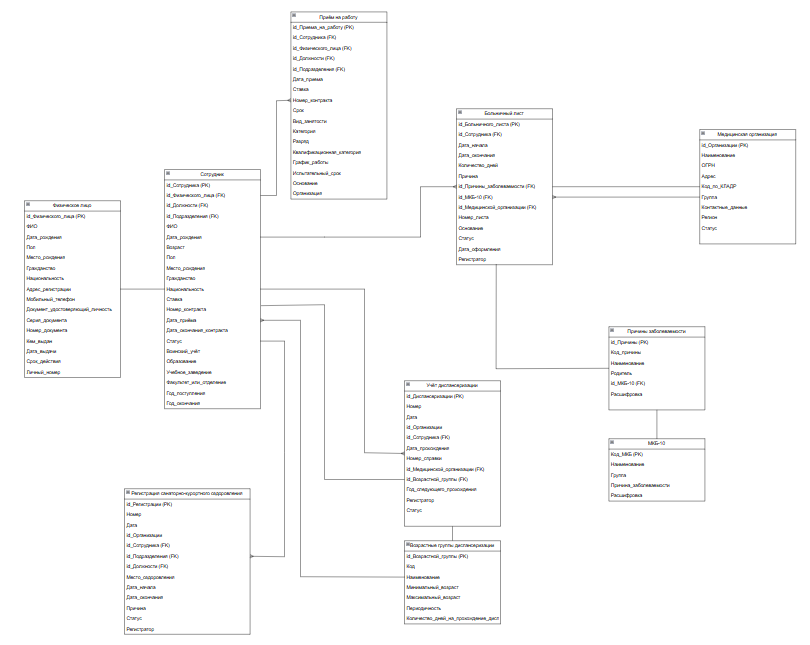 Приём на работу
id_Приема_на_работу (PK)
id_Сотрудника (FK)
id_Физического_лица (FK)
id_Должности (FK)
id_Подразделения (FK)
Дата_приема
Ставка
Номер_контракта
Срок
Вид_занятости
Категория
Разряд
Квалификационная_категория
График_работы
Испытательный_срок
Основание
Организация
Больничный лист
id_Больничного_листа (PK)
id_Сотрудника (FK)
Дата_начала
Дата_окончания
Количество_дней
Причина
id_Причины_заболеваемости (FK)
id_МКБ-10 (FK)
id_Медицинской_организации (FK)
Номер_листа
Основание
Статус
Дата_оформления
Регистратор
Медицинская организация
id_Организации (PK)
Наименование
ОГРН
Адрес
Код_по_КЛАДР
Группа
Контактные_данные
Регион
Статус
Сотрудник
id_Сотрудника (PK)
id_Физического_лица (FK)
id_Должности (FK)
id_Подразделения (FK)
ФИО
Дата_рождения
Возраст
Пол
Место_рождения
Гражданство
Национальность
Ставка
Номер_контракта
Дата_приёма
Дата_окончания_контракта
Статус
Воинский_учёт
Образование
Учебное_заведение
Факультет_или_отделение
Год_поступления
Год_окончания
Физическое лицо
id_Физического_лица (PK)
ФИО
Дата_рождения
Пол
Место_рождения
Гражданство
Национальность
Адрес_регистрации
Мобильный_телефон
Документ_удостоверяющий_личность
Серия_документа
Номер_документа
Кем_выдан
Дата_выдачи
Срок_действия
Личный_номер
Причины заболеваемости
id_Причины (PK)
Код_причины
Наименование
Родитель
id_МКБ-10 (FK)
Расшифровка
Учёт диспансеризации
id_Диспансеризации (PK)
Номер
Дата
id_Организации
id_Сотрудника (FK)
Дата_прохождения
Номер_справки
id_Медицинской_организации (FK)
id_Возрастной_группы (FK)
Год_следующего_прохождения
Регистратор
Статус
МКБ-10
Код_МКБ (PK)
Наименование
Группа
Причина_заболеваемости
Расшифровка
Регистрация санаторно-курортного оздоровления
id_Регистрации (PK)
Номер
Дата
id_Организации
id_Сотрудника (FK)
id_Подразделения (FK)
id_Должности (FK)
Место_оздоровления
Дата_начала
Дата_окончания
Причина
Статус
Регистратор
Возрастные группы диспансеризации
id_Возрастной_группы (PK)
Код
Наименование
Минимальный_возраст
Максимальный_возраст
Периодичность
Количество_дней_на_прохождение_дисп